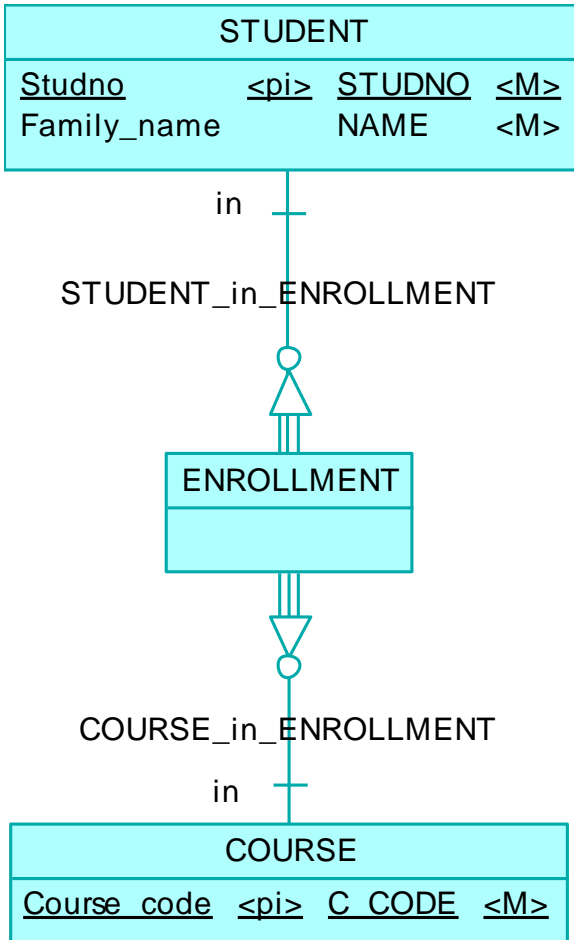 STUDENT
Studno <pi> STUDNO <M>
Family_name NAME <M>
in
STUDENT_in_ENROLLMENT
ENROLLMENT
COURSE_in_ENROLLMENT
in
COURSE
Course_code <pi> C_CODE <M>